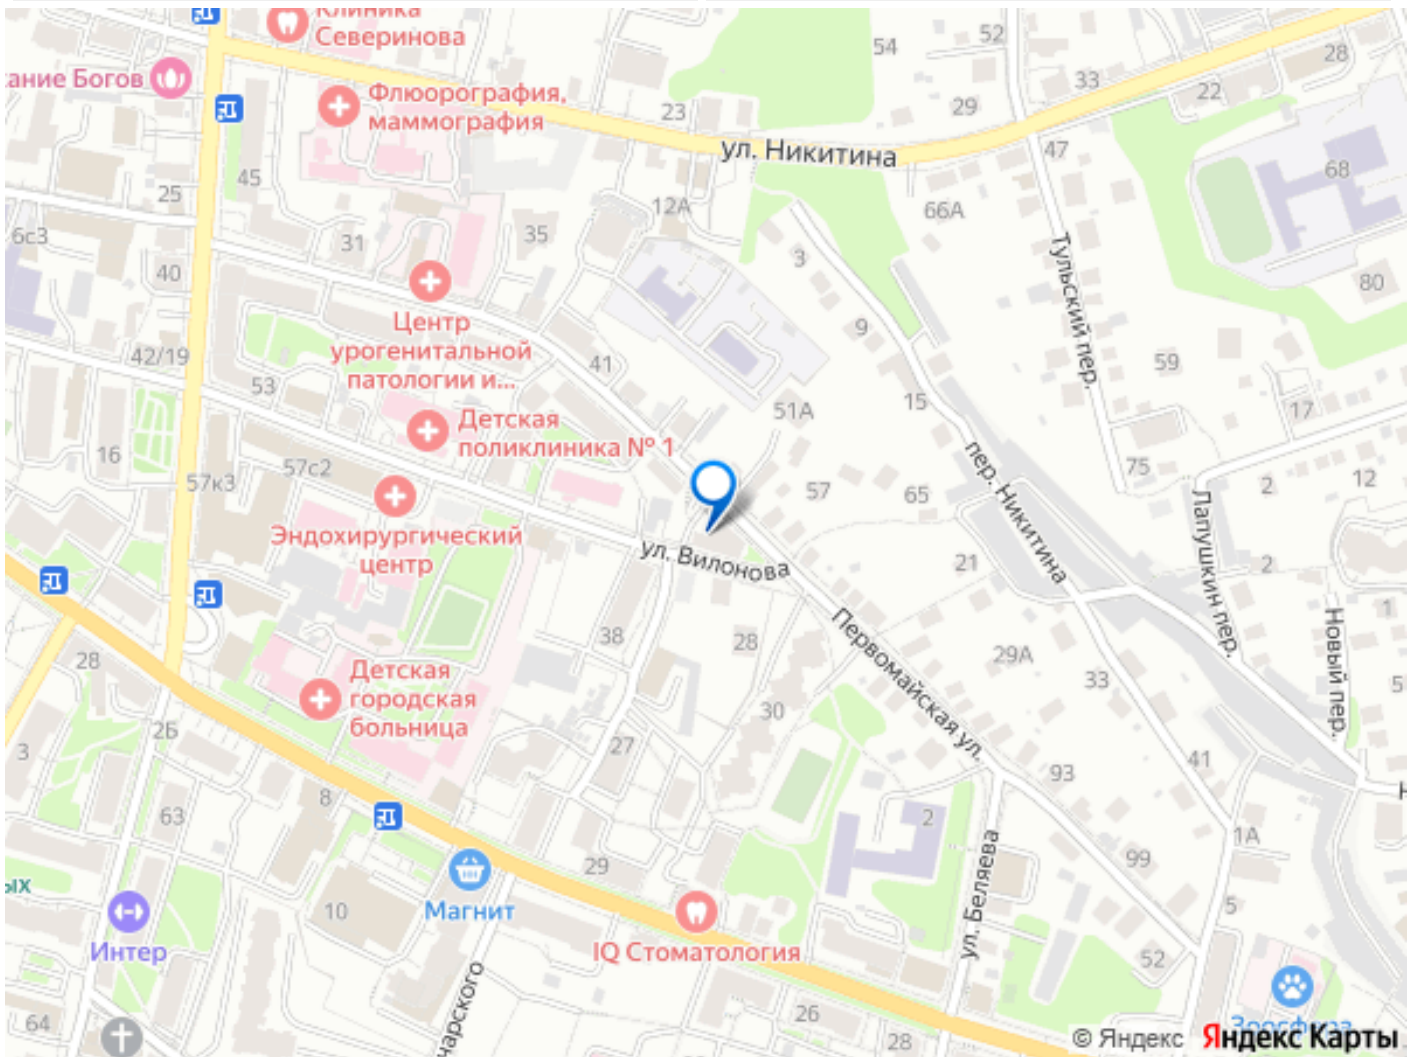 Клиника
Северинова
54
52
28
33
22
ание Богов
Флюорография,
маммография
23
29
ул. Никитина
47
68
45
25
12А
66А
6с3
31
35
3
Тульский пер.
80
40
Центр
урогенитальной
патологии и...
9
42/19
41
59
53
51А
15
17
Детская
поликлиника № 1
16
57с2
57к3
57
65
пер. Никитина
75
2
12
Лапушкин пер.
Эндохирургический
центр
ул. Вилонова
21
2
1
Новый пер.
38
28
Первомайская ул.
29А
28
33
5
Детская
городская
больница
30
26
3
27
41
93
8
63
2
1А
99
29
ул. Беляева
ых
10
Магнит
5
Интер
IQ Стоматология
52
чарского
64
26
28
Зоосфера
© Яндекс Яндекс Карты